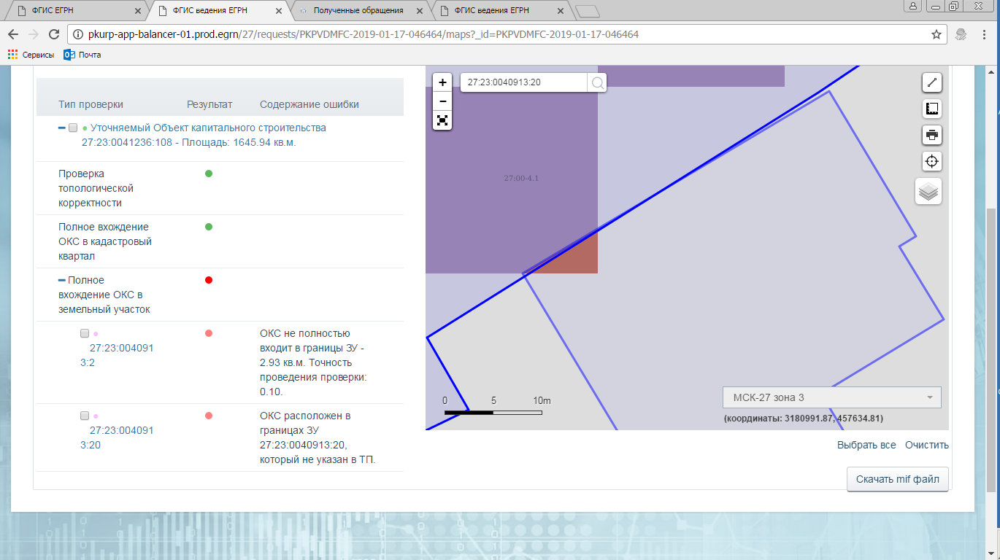 ФГИС ЕГРН
ФГИС ведения ЕГРН
Полученные обращения
ФГИС ведения ЕГРН
pkurp-app-balancer-01.prod.egrn/27/requests/PKPVDMFC-2019-01-17-046464/maps?_id=PKPVDMFC-2019-01-17-046464
Сервисы
Почта
Тип проверки
Результат
Содержание ошибки
Уточняемый Объект капитального строительства
27:23:0041236:108 - Площадь: 1645.94 кв.м.
Проверка
топологической
корректности
Полное вхождение
ОКС в кадастровый
квартал
Полное
вхождение ОКС в
земельный участок
27:23:004091
3:2
ОКС не полностью
входит в границы ЗУ -
2.93 кв.м. Точность
проведения проверки:
0.10.
27:23:004091
3:20
ОКС расположен в
границах ЗУ
27:23:0040913:20,
который не указан в ТП.
+
−
27:23:0040913:20
27:00-4.1
0 5 10m
МСК-27 зона 3
(координаты: 3180991.87, 457634.81)
Выбрать все Очистить
Скачать mif файл